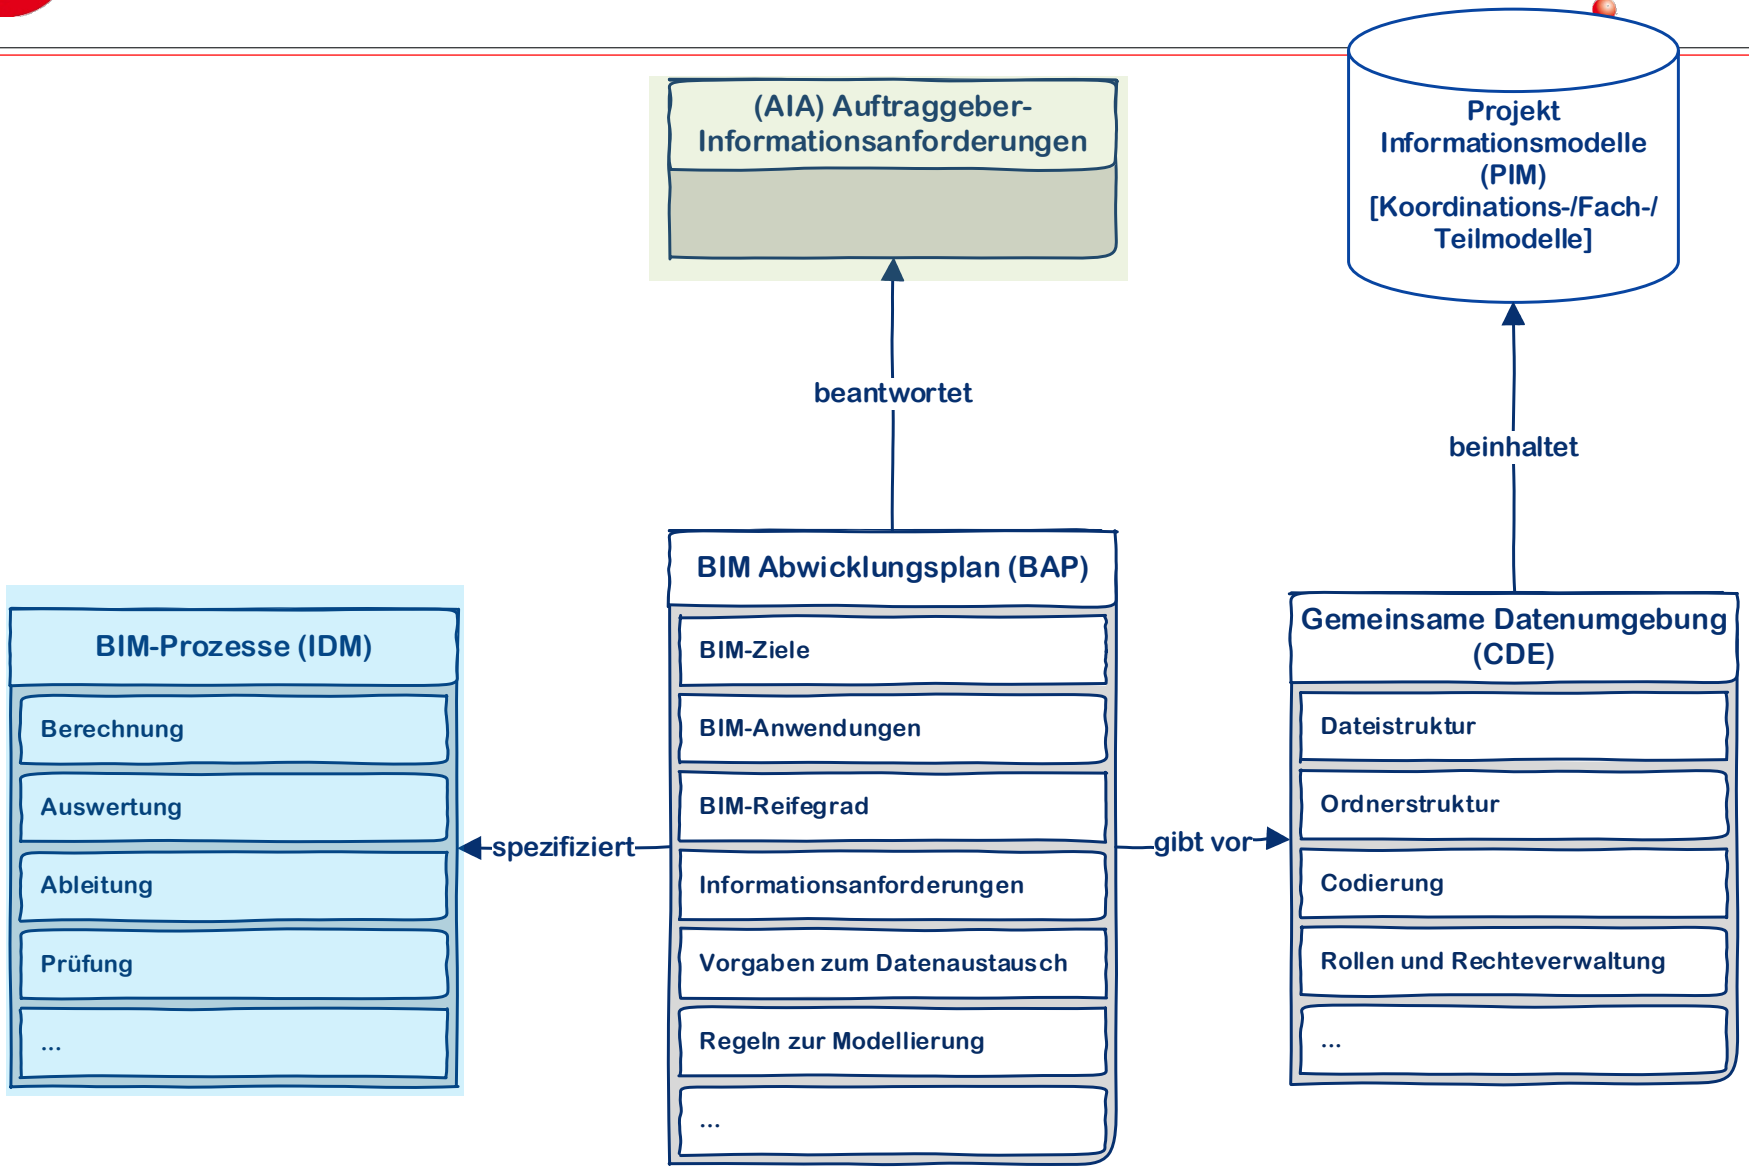 (AIA) Auftraggeber-
Informationsanforderungen
Projekt
Informationsmodelle
(PIM)
[Koordinations-/Fach-/
Teilmodelle]
beantwortet
beinhaltet
BIM-Prozesse (IDM)
Berechnung
Auswertung
Ableitung
Prüfung
...
spezifiziert
BIM Abwicklungsplan (BAP)
BIM-Ziele
BIM-Anwendungen
BIM-Reifegrad
Informationsanforderungen
Vorgaben zum Datenaustausch
Regeln zur Modellierung
...
gibt vor
Gemeinsame Datenumgebung
(CDE)
Dateistruktur
Ordnerstruktur
Codierung
Rollen und Rechteverwaltung
...